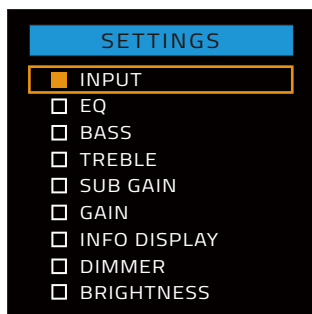 SETTINGS
INPUT
EQ
BASS
TREBLE
SUB GAIN
GAIN
INFO DISPLAY
DIMMER
BRIGHTNESS